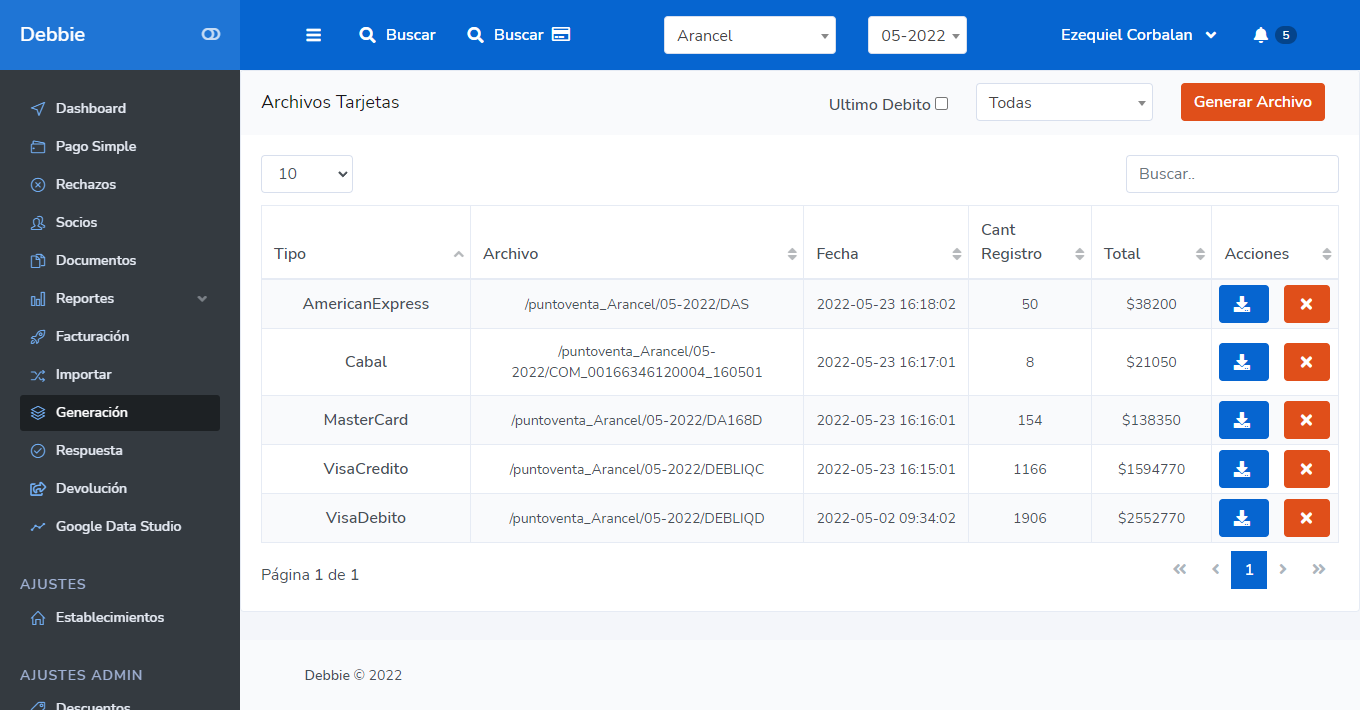 Debbie
Buscar
Buscar
Arancel
05-2022
Ezequiel Corbalan
5
Dashboard
Pago Simple
Rechazos
Socios
Documentos
Reportes
Facturación
Importar
Generación
Respuesta
Devolución
Google Data Studio
AJUSTES
Establecimientos
AJUSTES ADMIN
Descuentos
Archivos Tarjetas
Ultimo Debito
Todas
Generar Archivo
10
Buscar..
Tipo
Archivo
Fecha
Cant
Registro
Total
Acciones
AmericanExpress
/puntoventa_Arancel/05-2022/DAS
2022-05-23 16:18:02
50
$38200
Cabal
/puntoventa_Arancel/05-
2022/COM_00166346120004_160501
2022-05-23 16:17:01
8
$21050
MasterCard
/puntoventa_Arancel/05-2022/DA168D
2022-05-23 16:16:01
154
$138350
VisaCredito
/puntoventa_Arancel/05-2022/DEBLIQC
2022-05-23 16:15:01
1166
$1594770
VisaDebito
/puntoventa_Arancel/05-2022/DEBLIQD
2022-05-02 09:34:02
1906
$2552770
Página 1 de 1
1
Debbie © 2022